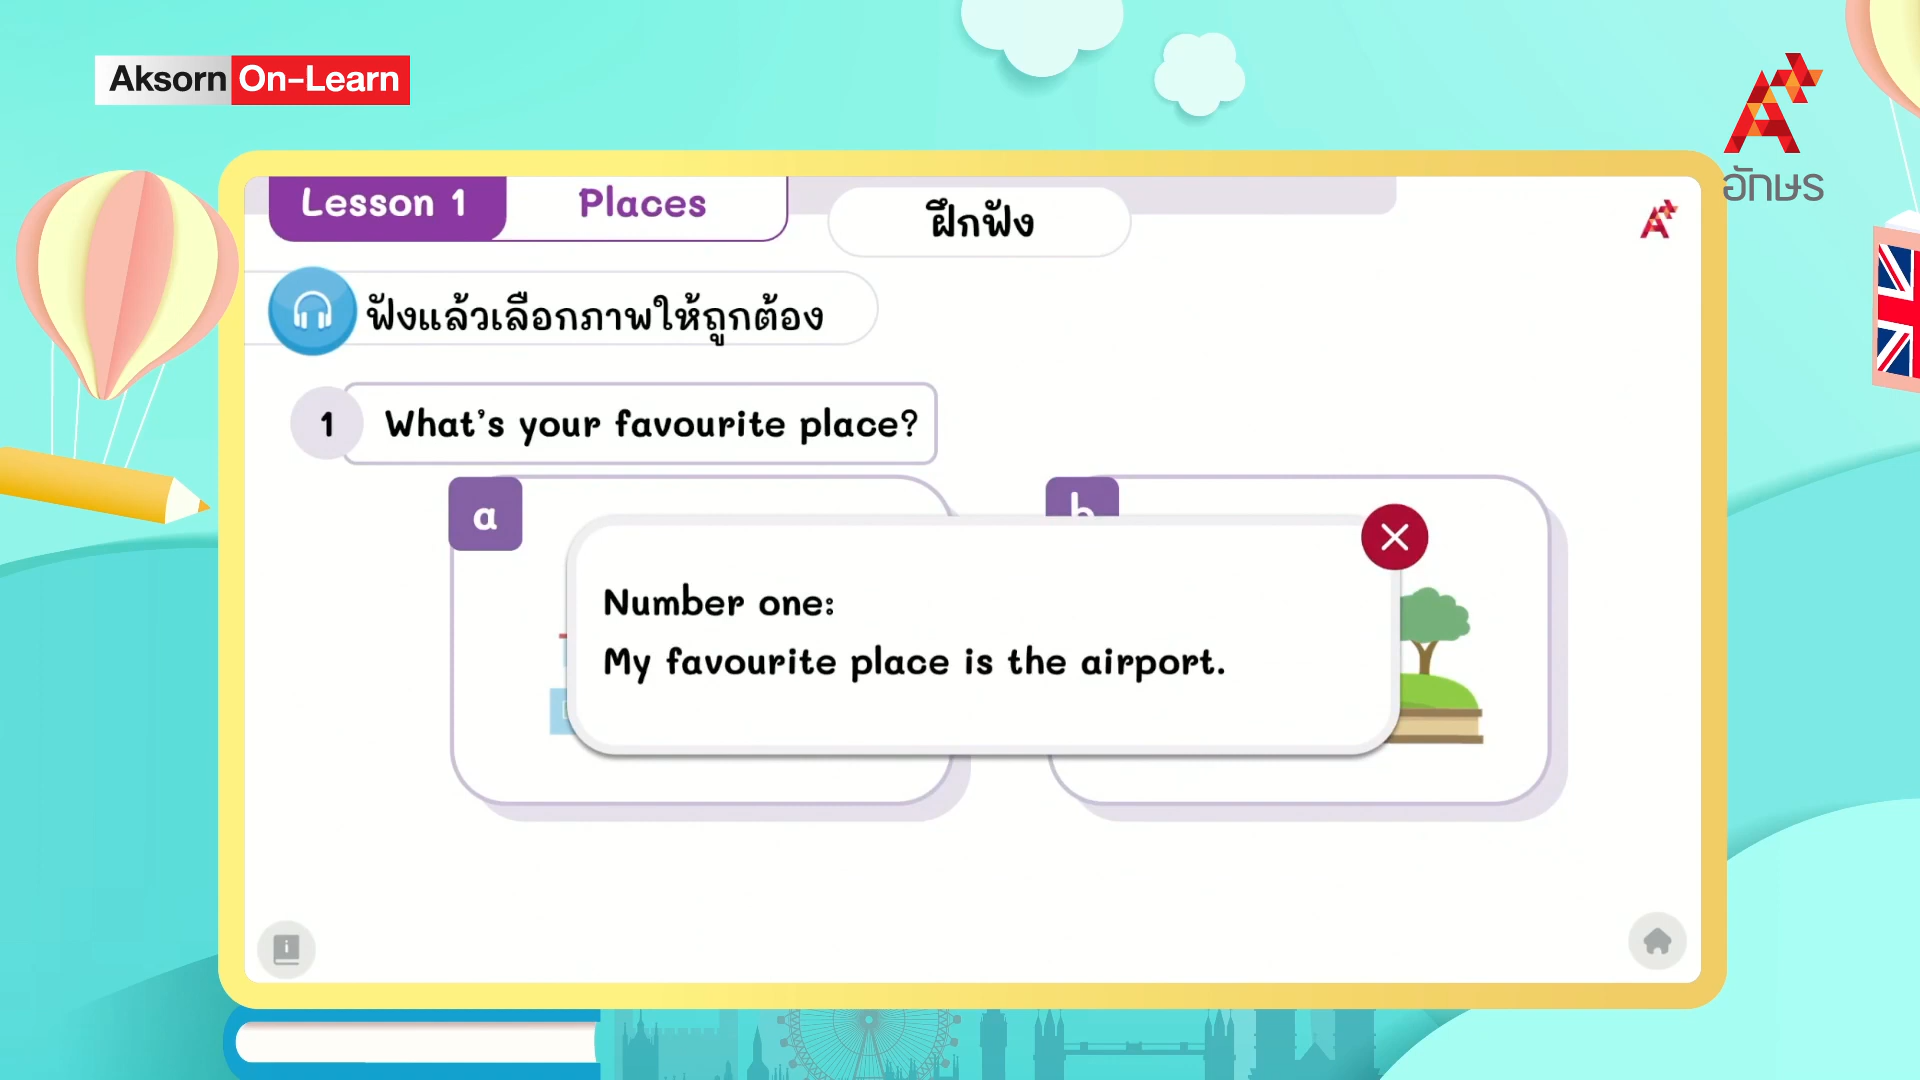 Aksorn On-Learn
อักษร
Lesson 1
Places
ฝึกฟัง
ฟังแล้วเลือกภาพให้ถูกต้อง
1 What's your favourite place?
a
b
Number one:
My favourite place is the airport.